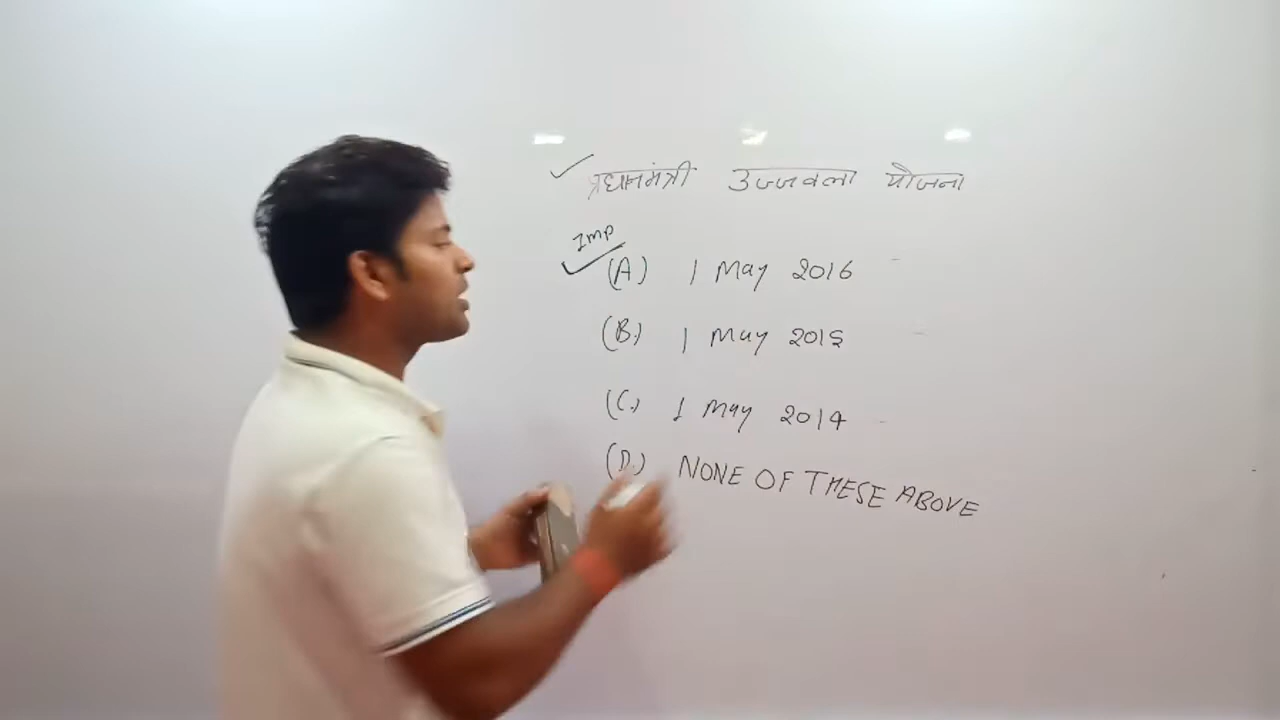 प्रधानमंत्री उज्जवला योजना
Imp
(A) 1 May 2016
(B) 1 May 2015
(C) 1 May 2014
(D) NONE OF THESE ABOVE